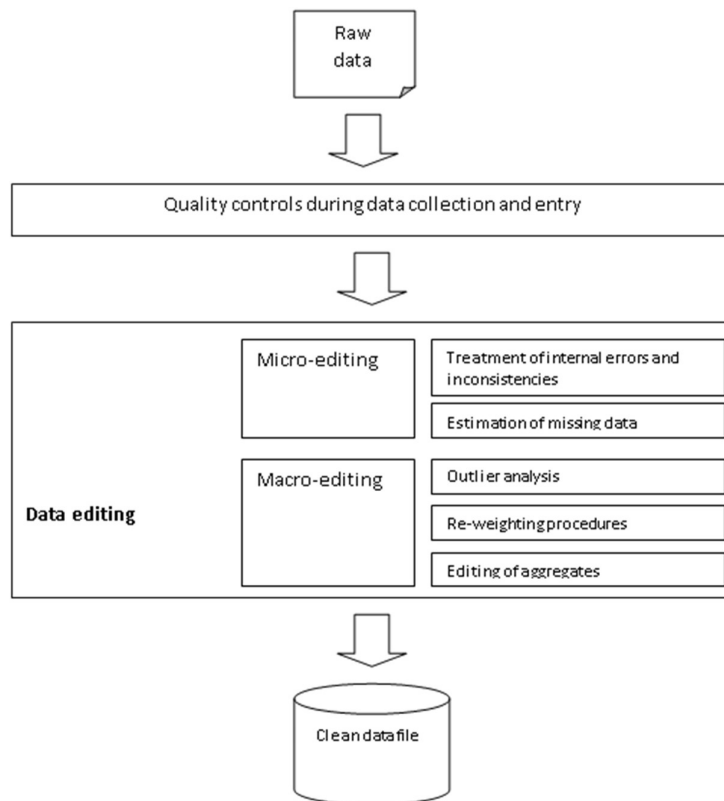 Raw
data
Quality controls during data collection and entry
Micro-editing
Treatment of internal errors and
inconsistencies
Estimation of missing data
Data editing
Macro-editing
Outlier analysis
Re-weighting procedures
Editing of aggregates
Clean datafile